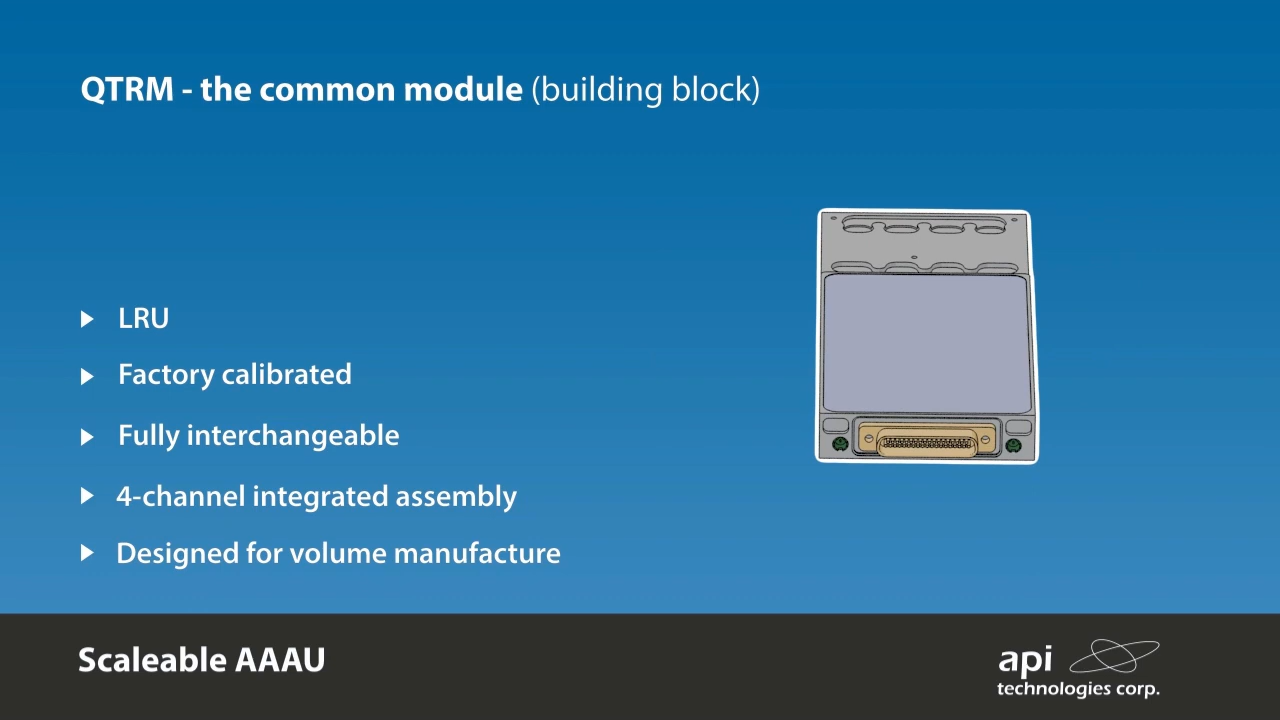 QTRM - the common module (building block)
LRU
Factory calibrated
Fully interchangeable
4-channel integrated assembly
Designed for volume manufacture
Scaleable AAAU
api
technologies corp.